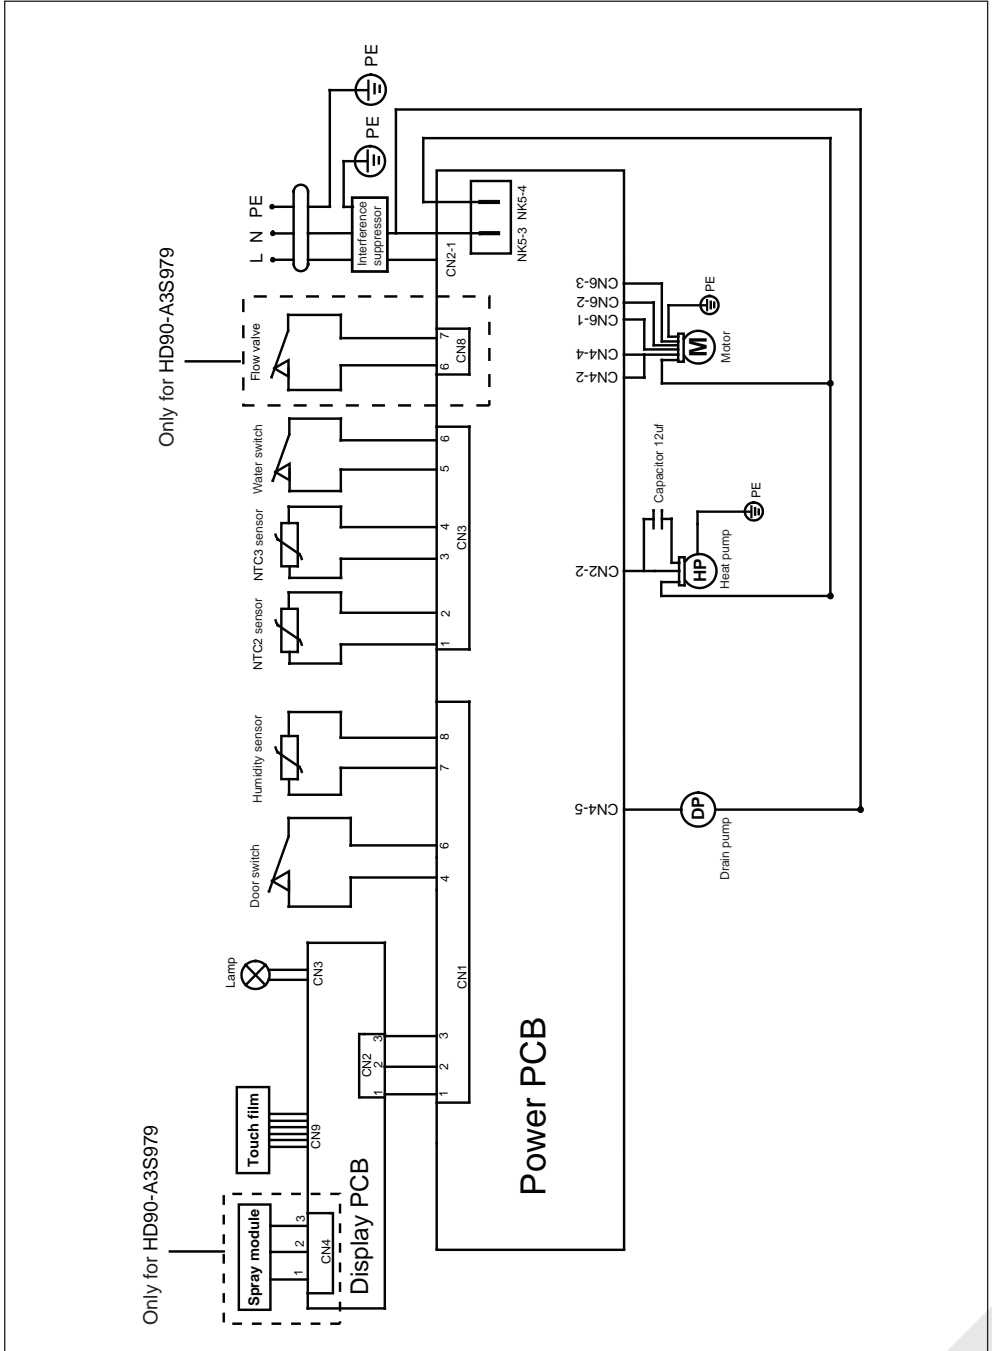 Only for HD90-A3S979
Spray module
1
2
3
CN4
Display PCB
Touch film
CN9
Lamp
CN3
CN2
1
2
3
1
2
3
CN1
Door switch
4
6
Humidity sensor
7
8
NTC2 sensor
1
2
NTC3 sensor
3
4
CN3
Water switch
5
6
Only for HD90-A3S979
Flow valve
6
7
CN8
L
N
PE
Interference
suppressor
PE
PE
CN2-1
NK5-3
NK5-4
Power PCB
CN4-5
DP
Drain pump
CN2-2
Capacitor 12uf
HP
Heat pump
PE
CN4-2
CN4-4
CN6-1
CN6-2
CN6-3
M
Motor
PE